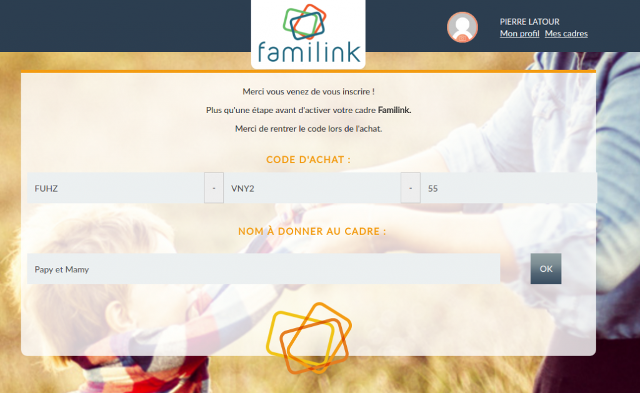 familink
PIERRE LATOUR
Mon profil Mes cadres
Merci vous venez de vous inscrire !
Plus qu'une étape avant d'activer votre cadre Familink.
Merci de rentrer le code lors de l'achat.
CODE D'ACHAT :
FUHZ - VNY2 - 55
NOM À DONNER AU CADRE :
Papy et Mamy OK